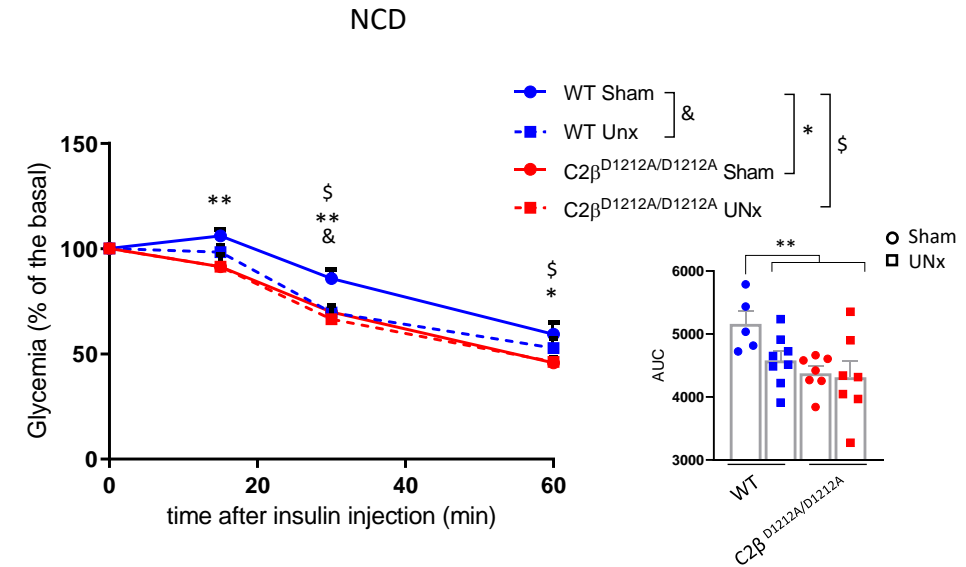 NCD
WT Sham
WT Unx
C2β^D1212A/D1212A Sham
C2β^D1212A/D1212A UNx
&
*
$
Glycemia (% of the basal)
150
100
50
0
**
$
**
&
$
*
0 20 40 60
time after insulin injection (min)
Sham
UNx
**
AUC
6000
5000
4000
3000
WT
C2β D1212A/D1212A